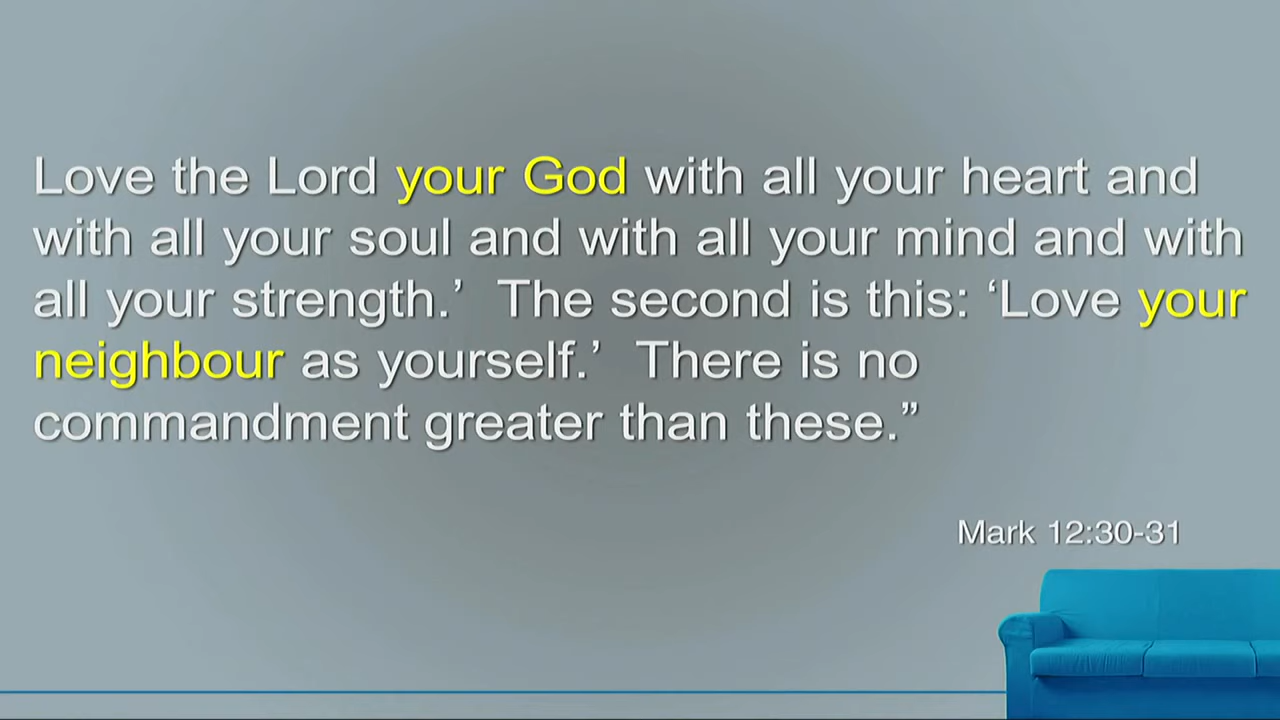 Love the Lord your God with all your heart and
with all your soul and with all your mind and with
all your strength.’  The second is this: ‘Love your
neighbour as yourself.’  There is no
commandment greater than these.”
Mark 12:30-31